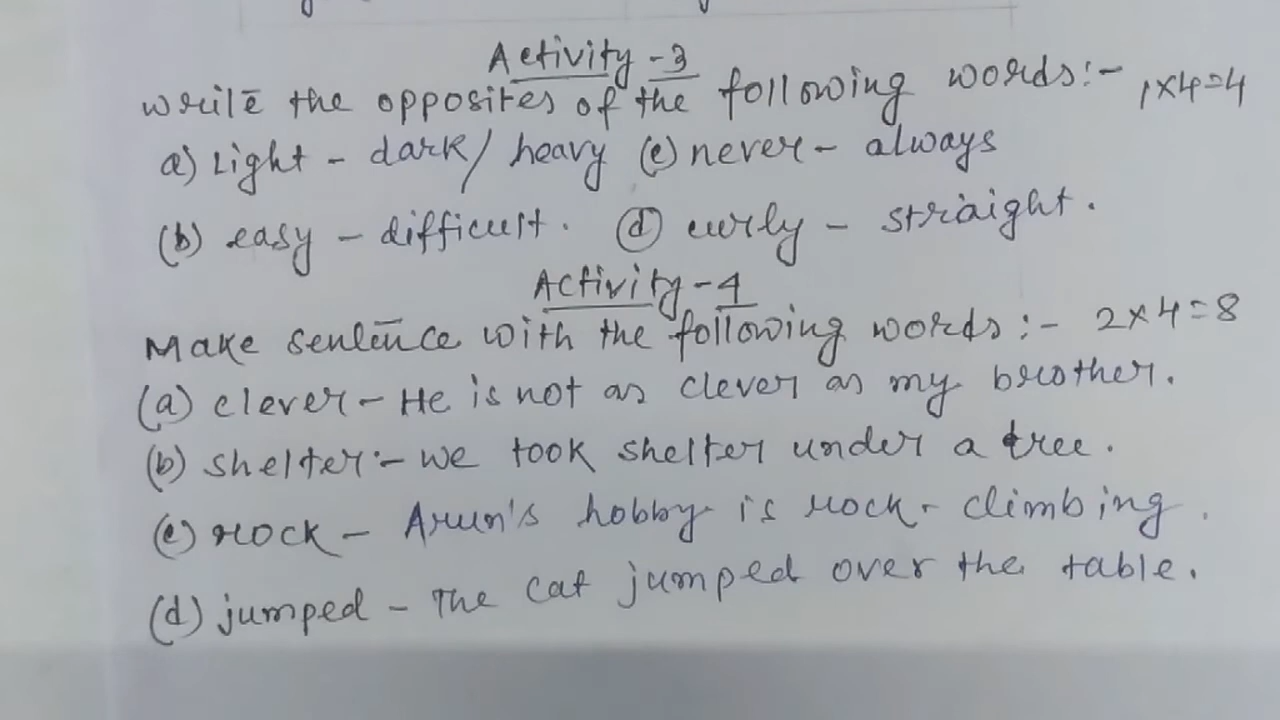 Activity-3
write the opposites of the following words:- 1×4=4
a) Light - dark/ heavy (c) never - always
(b) easy - difficult. (d) curly - straight.
Activity-4
Make sentence with the following words:- 2×4=8
(a) clever - He is not as clever as my brother.
(b) shelter:- we took shelter under a tree.
(c) rock - Arun's hobby is rock-climbing.
(d) jumped - The cat jumped over the table.